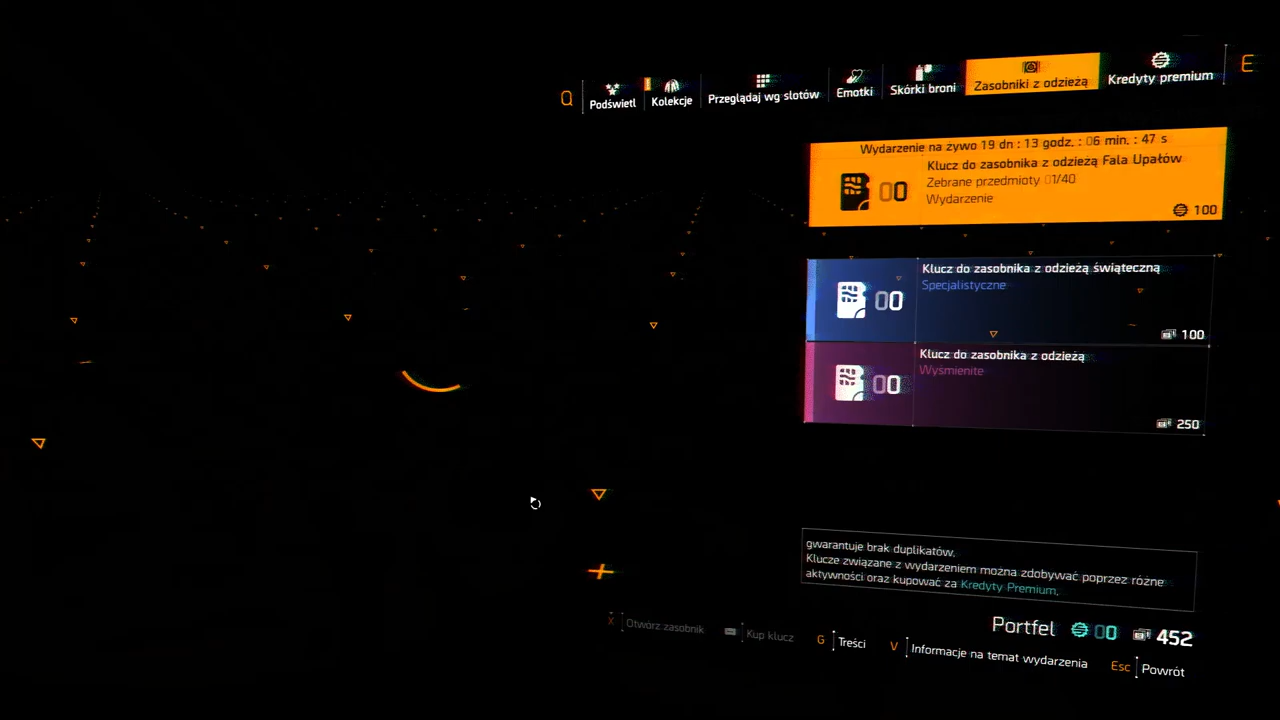 Q
Podświetl
Kolekcje
Przeglądaj wg slotów
Emotki
Skórki broni
Zasobniki z odzieżą
Kredyty premium
E
Wydarzenie na żywo 19 dn : 13 godz. : 06 min. : 47 s
Klucz do zasobnika z odzieżą Fala Upałów
00
Zebrane przedmioty 01/40
Wydarzenie
100
Klucz do zasobnika z odzieżą świąteczną
00
Specjalistyczne
100
Klucz do zasobnika z odzieżą
00
Wyśmienite
250
gwarantuje brak duplikatów.
Klucze związane z wydarzeniem można zdobywać poprzez różne
aktywności oraz kupować za Kredyty Premium.
Portfel 00 452
X Otwórz zasobnik
Kup klucz
G Treści
V Informacje na temat wydarzenia
Esc Powrót